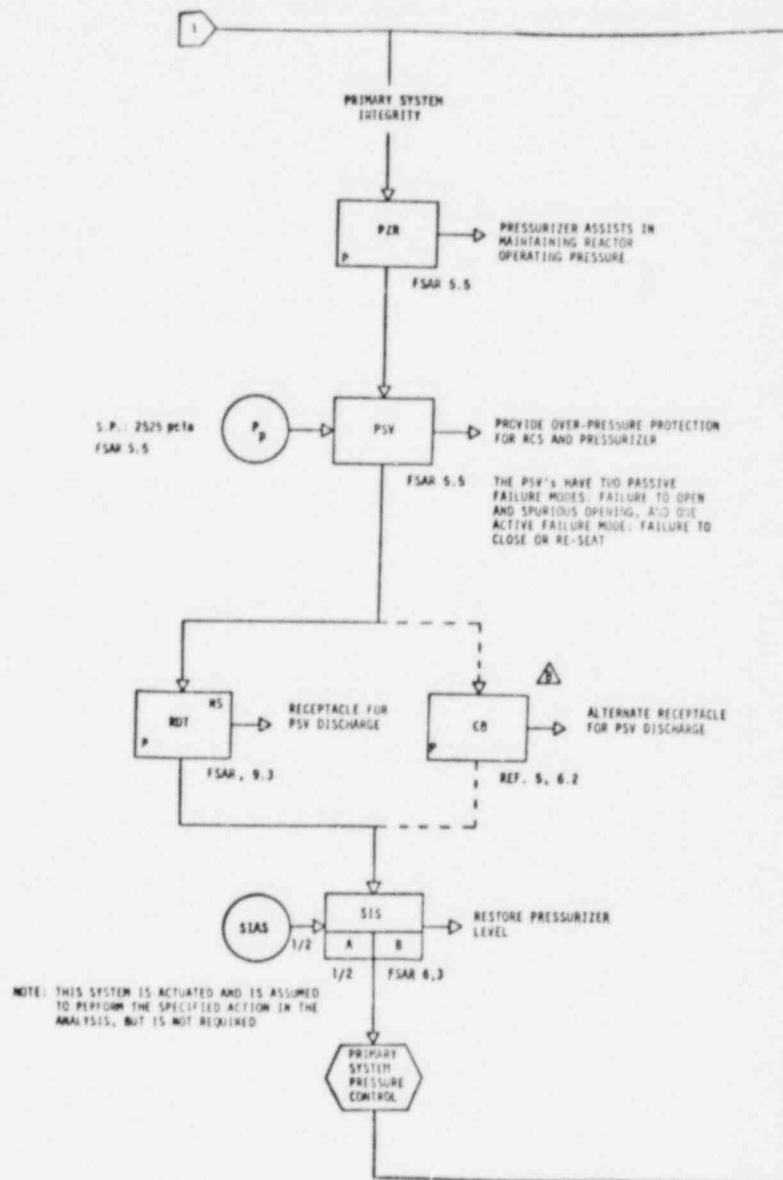 1
PRIMARY SYSTEM
INTEGRITY
PZR
P
PRESSURIZER ASSISTS IN
MAINTAINING REACTOR
OPERATING PRESSURE
FSAR 5.5
S.P.: 2525 psia
FSAR 5.5
Pp
PSV
PROVIDE OVER-PRESSURE PROTECTION
FOR RCS AND PRESSURIZER
FSAR 5.5
THE PSV's HAVE TWO PASSIVE
FAILURE MODES: FAILURE TO OPEN
AND SPURIOUS OPENING, AND ONE
ACTIVE FAILURE MODE: FAILURE TO
CLOSE OR RE-SEAT
NS
RDT
P
RECEPTACLE FOR
PSV DISCHARGE
FSAR, 9.3
CB
P
ALTERNATE RECEPTACLE
FOR PSV DISCHARGE
REF. 5, 6.2
SIAS
1/2
SIS
A B
RESTORE PRESSURIZER
LEVEL
1/2 FSAR 6.3
NOTE: THIS SYSTEM IS ACTUATED AND IS ASSUMED
TO PERFORM THE SPECIFIED ACTION IN THE
ANALYSIS, BUT IS NOT REQUIRED
PRIMARY
SYSTEM
PRESSURE
CONTROL